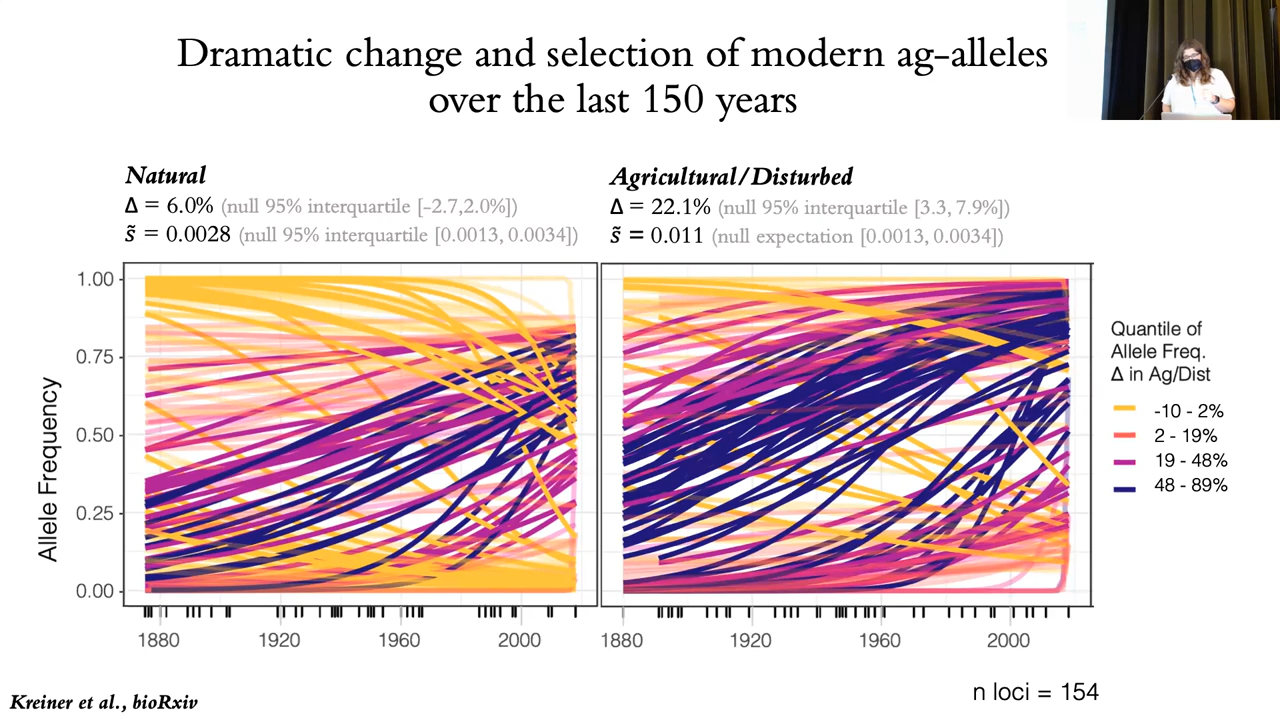 Dramatic change and selection of modern ag-alleles
over the last 150 years
Natural
Δ = 6.0% (null 95% interquartile [-2.7,2.0%])
s̃ = 0.0028 (null 95% interquartile [0.0013, 0.0034])
Agricultural/Disturbed
Δ = 22.1% (null 95% interquartile [3.3, 7.9%])
s̃ = 0.011 (null expectation [0.0013, 0.0034])
Allele Frequency
1.00
0.75
0.50
0.25
0.00
1880 1920 1960 2000
1880 1920 1960 2000
Quantile of
Allele Freq.
Δ in Ag/Dist
-10 - 2%
2 - 19%
19 - 48%
48 - 89%
n loci = 154
Kreiner et al., bioRxiv